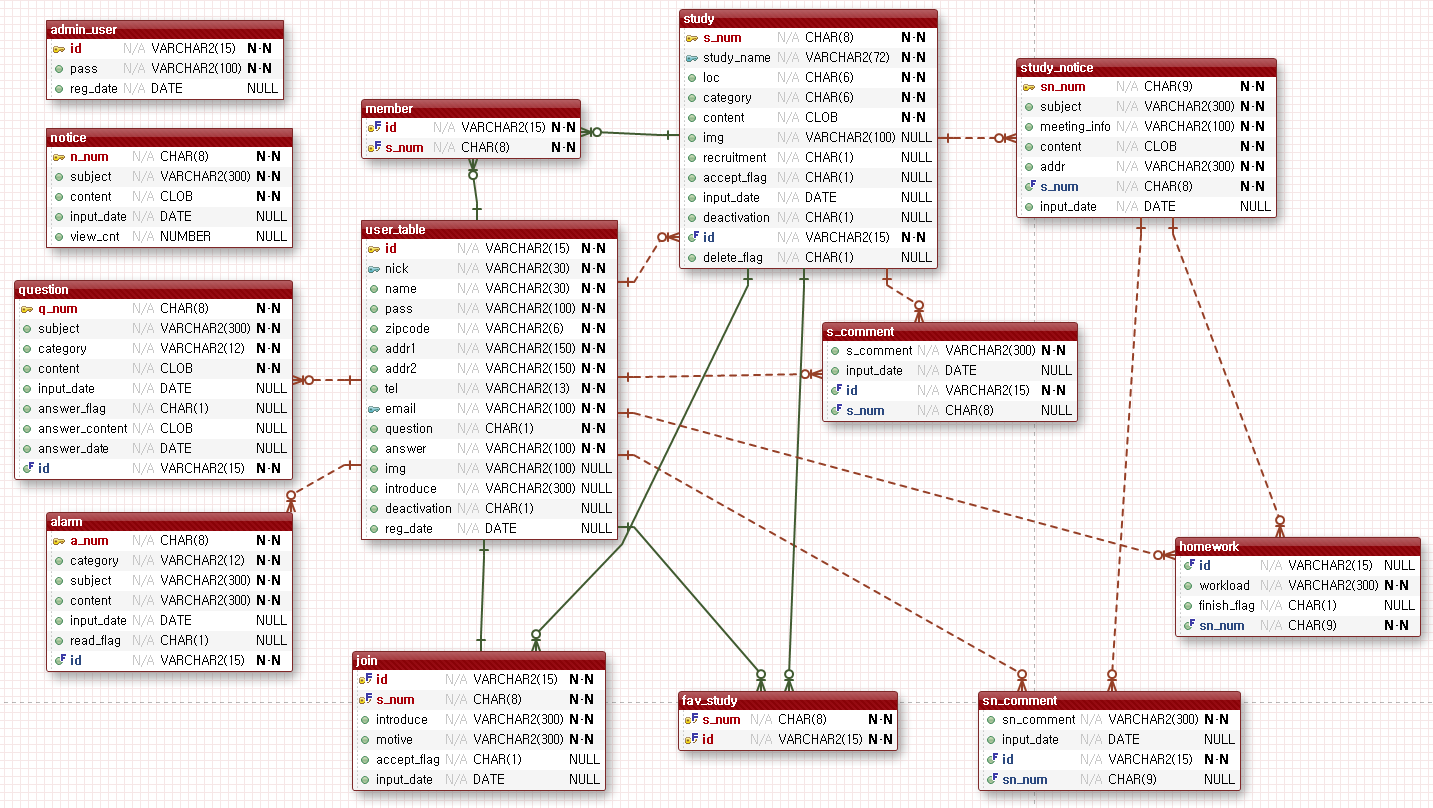 admin_user
id N/A VARCHAR2(15) N-N
pass N/A VARCHAR2(100) N-N
reg_date N/A DATE NULL
notice
n_num N/A CHAR(8) N-N
subject N/A VARCHAR2(300) N-N
content N/A CLOB N-N
input_date N/A DATE NULL
view_cnt N/A NUMBER NULL
question
q_num N/A CHAR(8) N-N
subject N/A VARCHAR2(300) N-N
category N/A VARCHAR2(12) N-N
content N/A CLOB N-N
input_date N/A DATE NULL
answer_flag N/A CHAR(1) NULL
answer_content N/A CLOB NULL
answer_date N/A DATE NULL
id N/A VARCHAR2(15) N-N
alarm
a_num N/A CHAR(8) N-N
category N/A VARCHAR2(12) N-N
subject N/A VARCHAR2(300) N-N
content N/A VARCHAR2(300) N-N
input_date N/A DATE NULL
read_flag N/A CHAR(1) NULL
id N/A VARCHAR2(15) N-N
member
id N/A VARCHAR2(15) N-N
s_num N/A CHAR(8) N-N
user_table
id N/A VARCHAR2(15) N-N
nick N/A VARCHAR2(30) N-N
name N/A VARCHAR2(30) N-N
pass N/A VARCHAR2(100) N-N
zipcode N/A VARCHAR2(6) N-N
addr1 N/A VARCHAR2(150) N-N
addr2 N/A VARCHAR2(150) N-N
tel N/A VARCHAR2(13) N-N
email N/A VARCHAR2(100) N-N
question N/A CHAR(1) N-N
answer N/A VARCHAR2(100) N-N
img N/A VARCHAR2(100) NULL
introduce N/A VARCHAR2(300) NULL
deactivation N/A CHAR(1) NULL
reg_date N/A DATE NULL
join
id N/A VARCHAR2(15) N-N
s_num N/A CHAR(8) N-N
introduce N/A VARCHAR2(300) N-N
motive N/A VARCHAR2(300) N-N
accept_flag N/A CHAR(1) NULL
input_date N/A DATE NULL
study
s_num N/A CHAR(8) N-N
study_name N/A VARCHAR2(72) N-N
loc N/A CHAR(6) N-N
category N/A CHAR(6) N-N
content N/A CLOB N-N
img N/A VARCHAR2(100) NULL
recruitment N/A CHAR(1) NULL
accept_flag N/A CHAR(1) NULL
input_date N/A DATE NULL
deactivation N/A CHAR(1) NULL
id N/A VARCHAR2(15) N-N
delete_flag N/A CHAR(1) NULL
s_comment
s_comment N/A VARCHAR2(300) N-N
input_date N/A DATE NULL
id N/A VARCHAR2(15) N-N
s_num N/A CHAR(8) NULL
fav_study
s_num N/A CHAR(8) N-N
id N/A VARCHAR2(15) N-N
study_notice
sn_num N/A CHAR(9) N-N
subject N/A VARCHAR2(300) N-N
meeting_info N/A VARCHAR2(100) N-N
content N/A CLOB N-N
addr N/A VARCHAR2(300) N-N
s_num N/A CHAR(8) N-N
input_date N/A DATE NULL
homework
id N/A VARCHAR2(15) NULL
workload N/A VARCHAR2(300) N-N
finish_flag N/A CHAR(1) NULL
sn_num N/A CHAR(9) N-N
sn_comment
sn_comment N/A VARCHAR2(300) N-N
input_date N/A DATE NULL
id N/A VARCHAR2(15) N-N
sn_num N/A CHAR(9) NULL